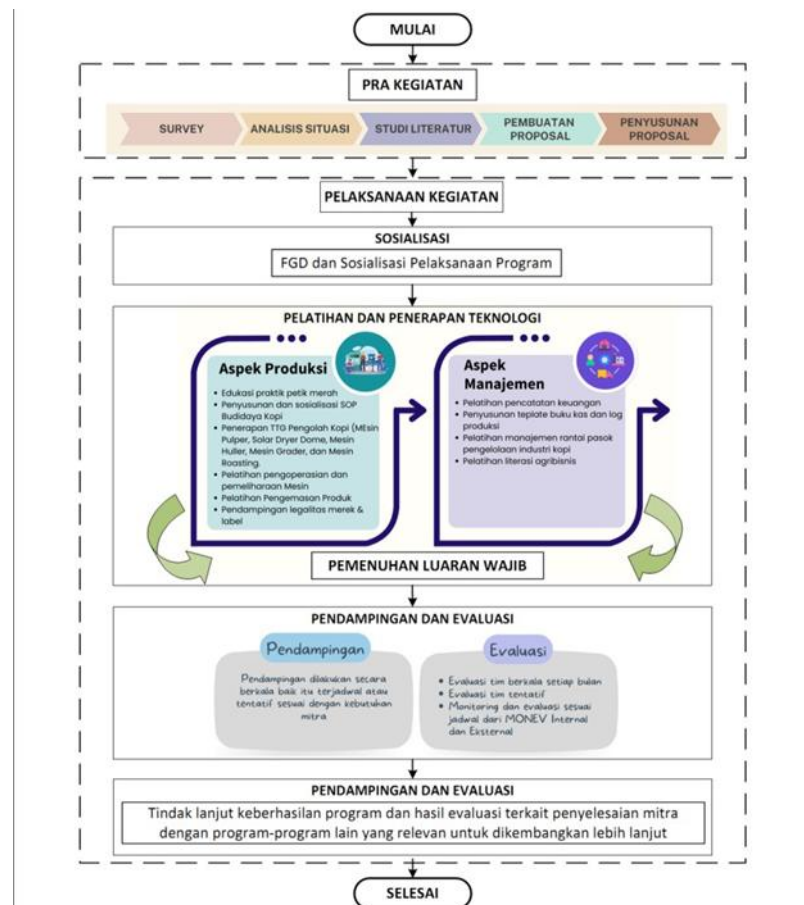 MULAI
PRA KEGIATAN
SURVEY
ANALISIS SITUASI
STUDI LITERATUR
PEMBUATAN
PROPOSAL
PENYUSUNAN
PROPOSAL
PELAKSANAAN KEGIATAN
SOSIALISASI
FGD dan Sosialisasi Pelaksanaan Program
PELATIHAN DAN PENERAPAN TEKNOLOGI
Aspek Produksi
• Edukasi praktik petik merah
• Penyusunan dan sosialisasi SOP
Budidaya Kopi
• Penerapan TTG Pengolah Kopi (MEsin
Pulper, Solar Dryer Dome, Mesin
Huller, Mesin Grader, dan Mesin
Roasting.
• Pelatihan pengoperasian dan
pemeliharaan Mesin
• Pelatihan Pengemasan Produk
• Pendampingan legalitas merek &
label
Aspek
Manajemen
• Pelatihan pencatatan keuangan
• Penyusunan teplate buku kas dan log
produksi
• Pelatihan manajemen rantai pasok
pengelolaan industri kopi
• Pelatihan literasi agribisnis
PEMENUHAN LUARAN WAJIB
PENDAMPINGAN DAN EVALUASI
Pendampingan
Pendampingan dilakukan secara
berkala baik itu terjadwal atau
tentatif sesuai dengan kebutuhan
mitra
Evaluasi
• Evaluasi tim berkala setiap bulan
• Evaluasi tim tentatif
• Monitoring dan evaluasi sesuai
jadwal dari MONEV Internal
dan Eksternal
PENDAMPINGAN DAN EVALUASI
Tindak lanjut keberhasilan program dan hasil evaluasi terkait penyelesaian mitra
dengan program-program lain yang relevan untuk dikembangkan lebih lanjut
SELESAI